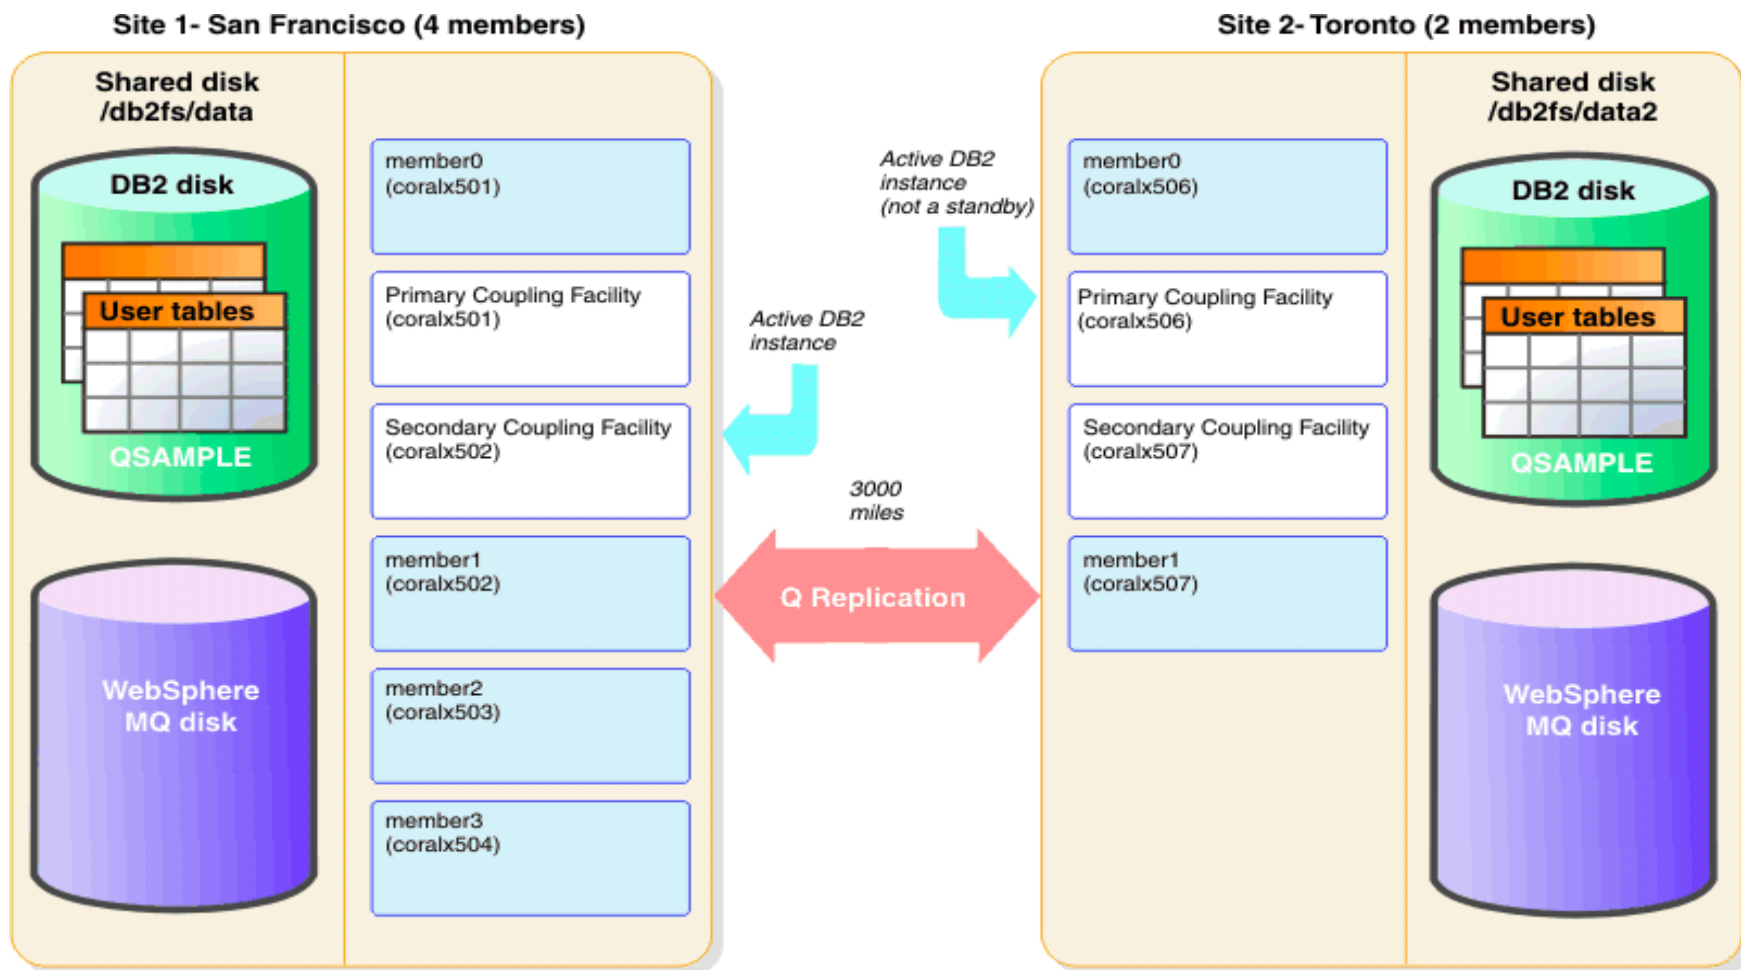 Site 1- San Francisco (4 members)
Shared disk
/db2fs/data
DB2 disk
User tables
QSAMPLE
WebSphere
MQ disk
member0
(coralx501)
Primary Coupling Facility
(coralx501)
Secondary Coupling Facility
(coralx502)
member1
(coralx502)
member2
(coralx503)
member3
(coralx504)
Active DB2
instance
Active DB2
instance
(not a standby)
3000
miles
Q Replication
Site 2- Toronto (2 members)
member0
(coralx506)
Primary Coupling Facility
(coralx506)
Secondary Coupling Facility
(coralx507)
member1
(coralx507)
Shared disk
/db2fs/data2
DB2 disk
User tables
QSAMPLE
WebSphere
MQ disk